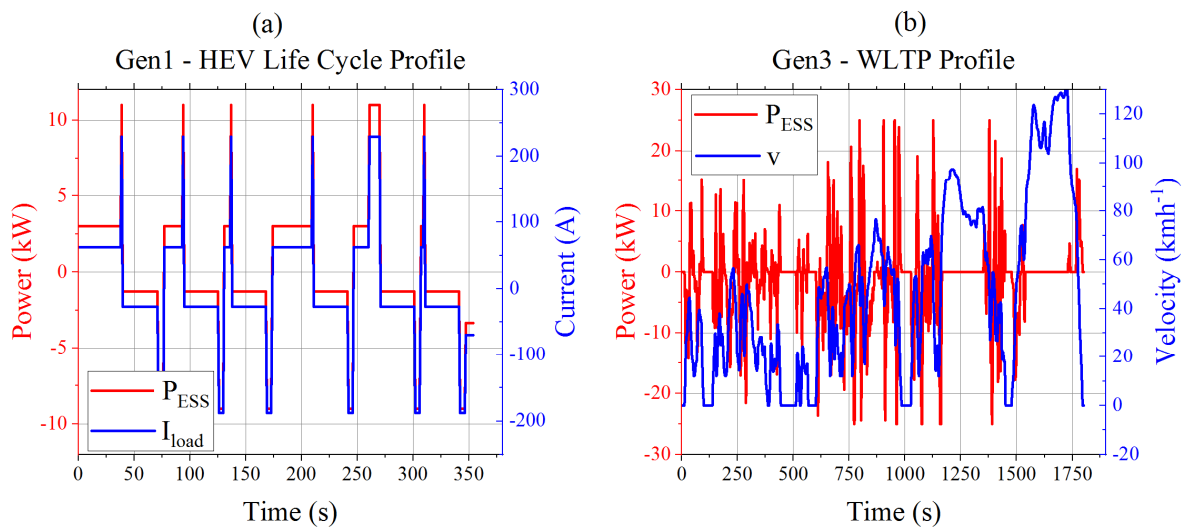 (a)
Gen1 - HEV Life Cycle Profile
Power (kW)
10
5
0
-5
-10
300
200
100
0
-100
-200
Current (A)
P_ESS
I_load
0 50 100 150 200 250 300 350
Time (s)
(b)
Gen3 - WLTP Profile
Power (kW)
30
20
10
0
-10
-20
-30
120
100
80
60
40
20
0
-20
Velocity (kmh⁻¹)
P_ESS
v
0 250 500 750 1000 1250 1500 1750
Time (s)